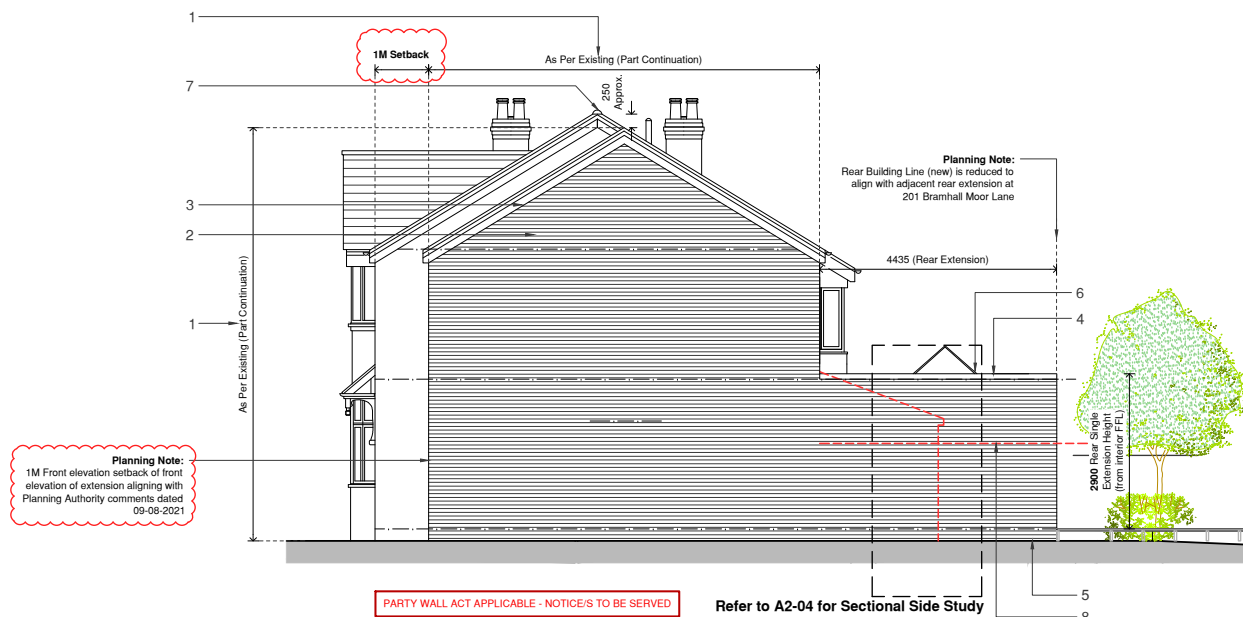 1
1M Setback
As Per Existing (Part Continuation)
7
250
Approx.
Planning Note:
Rear Building Line (new) is reduced to
align with adjacent rear extension at
201 Bramhall Moor Lane
3
2
4435 (Rear Extension)
6
4
1
As Per Existing (Part Continuation)
2900 Rear Single
Extension Height
(from interior FFL)
Planning Note:
1M Front elevation setback of front
elevation of extension aligning with
Planning Authority comments dated
09-08-2021
PARTY WALL ACT APPLICABLE - NOTICE/S TO BE SERVED
Refer to A2-04 for Sectional Side Study
5
8